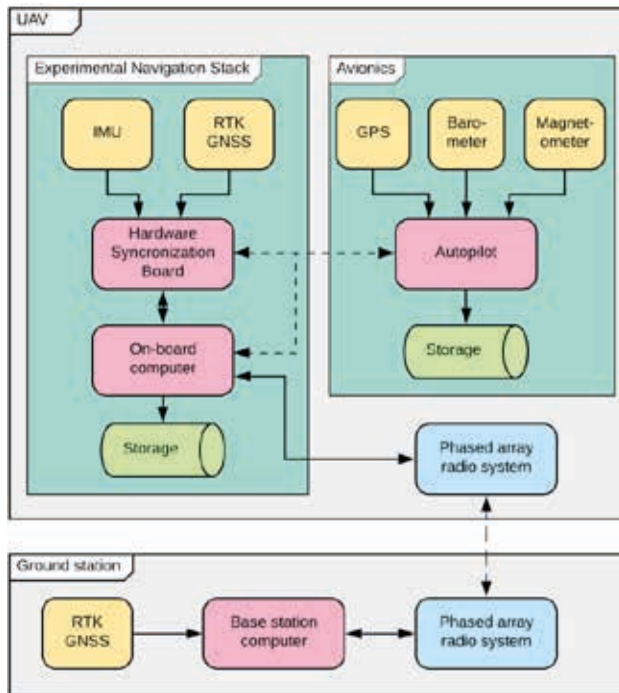 UAV
Experimental Navigation Stack
Avionics
IMU
RTK
GNSS
GPS
Baro-
meter
Magnet-
ometer
Hardware
Syncronization
Board
Autopilot
On-board
computer
Storage
Storage
Phased array
radio system
Ground station
RTK
GNSS
Base station
computer
Phased array
radio system